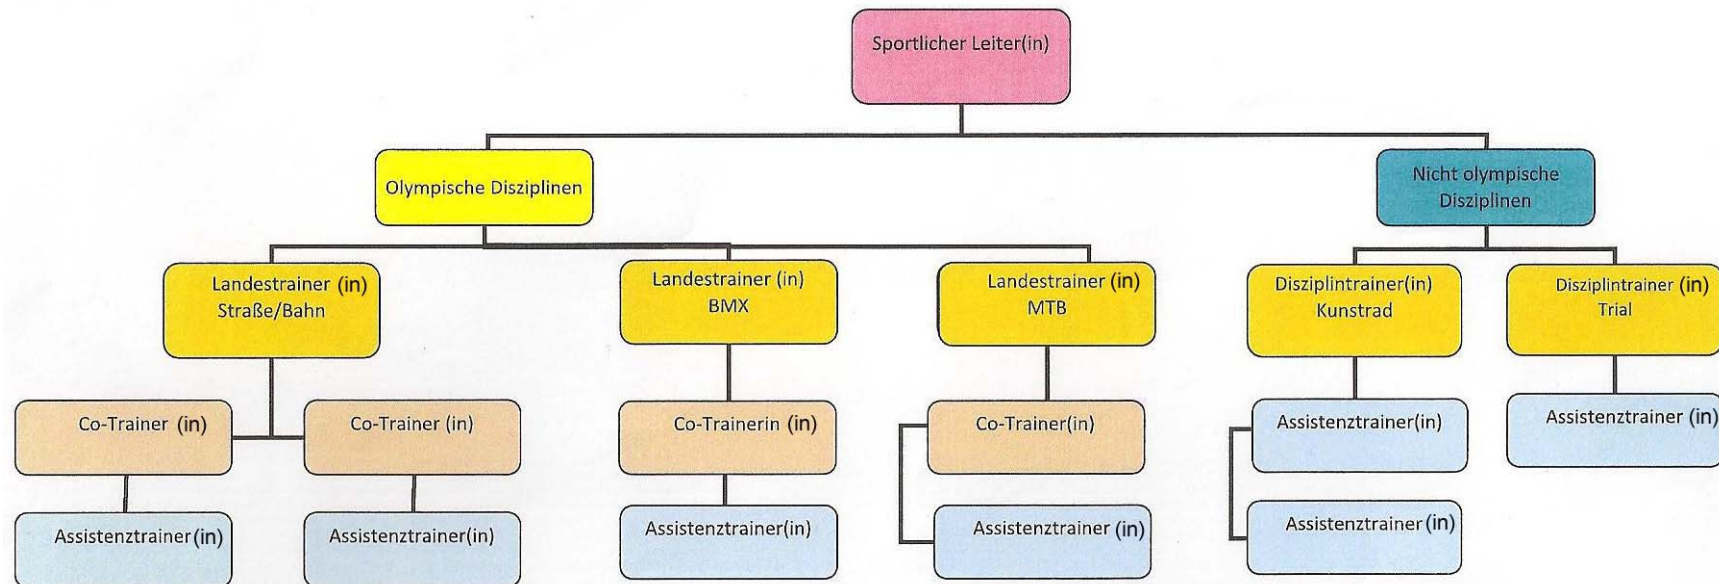 Sportlicher Leiter(in)
Olympische Disziplinen
Nicht olympische
Disziplinen
Landestrainer (in)
Straße/Bahn
Landestrainer (in)
BMX
Landestrainer (in)
MTB
Disziplintrainer(in)
Kunstrad
Disziplintrainer (in)
Trial
Co-Trainer (in)
Co-Trainer (in)
Co-Trainerin (in)
Co-Trainer(in)
Assistenztrainer(in)
Assistenztrainer (in)
Assistenztrainer(in)
Assistenztrainer(in)
Assistenztrainer(in)
Assistenztrainer(in)
Assistenztrainer(in)